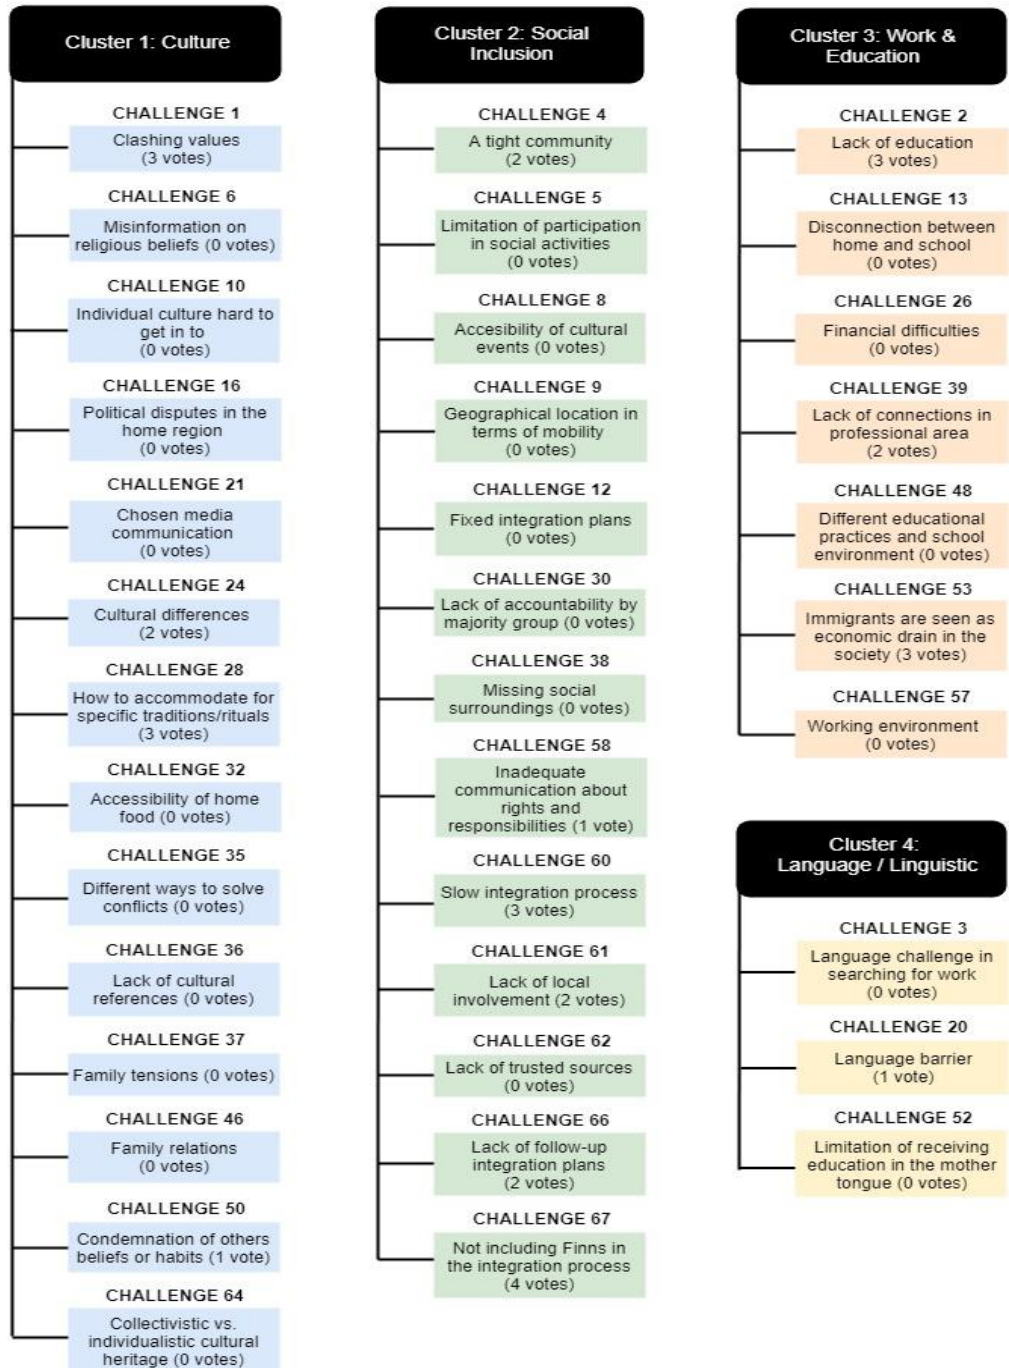 Cluster 1: Culture
CHALLENGE 1
Clashing values
(3 votes)
CHALLENGE 6
Misinformation on
religious beliefs (0 votes)
CHALLENGE 10
Individual culture hard to
get in to
(0 votes)
CHALLENGE 16
Political disputes in the
home region
(0 votes)
CHALLENGE 21
Chosen media
communication
(0 votes)
CHALLENGE 24
Cultural differences
(2 votes)
CHALLENGE 28
How to accommodate for
specific traditions/rituals
(3 votes)
CHALLENGE 32
Accessibility of home
food (0 votes)
CHALLENGE 35
Different ways to solve
conflicts (0 votes)
CHALLENGE 36
Lack of cultural
references (0 votes)
CHALLENGE 37
Family tensions (0 votes)
CHALLENGE 46
Family relations
(0 votes)
CHALLENGE 50
Condemnation of others
beliefs or habits (1 vote)
CHALLENGE 64
Collectivistic vs.
individualistic cultural
heritage (0 votes)
Cluster 2: Social
Inclusion
CHALLENGE 4
A tight community
(2 votes)
CHALLENGE 5
Limitation of participation
in social activities
(0 votes)
CHALLENGE 8
Accesibility of cultural
events (0 votes)
CHALLENGE 9
Geographical location in
terms of mobility
(0 votes)
CHALLENGE 12
Fixed integration plans
(0 votes)
CHALLENGE 30
Lack of accountability by
majority group (0 votes)
CHALLENGE 38
Missing social
surroundings (0 votes)
CHALLENGE 58
Inadequate
communication about
rights and
responsibilities (1 vote)
CHALLENGE 60
Slow integration process
(3 votes)
CHALLENGE 61
Lack of local
involvement (2 votes)
CHALLENGE 62
Lack of trusted sources
(0 votes)
CHALLENGE 66
Lack of follow-up
integration plans
(2 votes)
CHALLENGE 67
Not including Finns in
the integration process
(4 votes)
Cluster 3: Work &
Education
CHALLENGE 2
Lack of education
(3 votes)
CHALLENGE 13
Disconnection between
home and school
(0 votes)
CHALLENGE 26
Financial difficulties
(0 votes)
CHALLENGE 39
Lack of connections in
professional area
(2 votes)
CHALLENGE 48
Different educational
practices and school
environment (0 votes)
CHALLENGE 53
Immigrants are seen as
economic drain in the
society (3 votes)
CHALLENGE 57
Working environment
(0 votes)
Cluster 4:
Language / Linguistic
CHALLENGE 3
Language challenge in
searching for work
(0 votes)
CHALLENGE 20
Language barrier
(1 vote)
CHALLENGE 52
Limitation of receiving
education in the mother
tongue (0 votes)